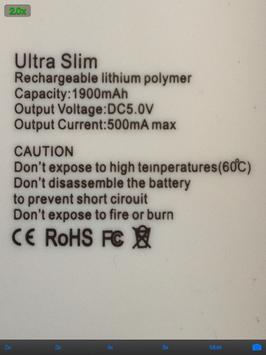 2.0x
Ultra Slim
Rechargeable lithium polymer
Capacity:1900mAh
Output Voltage:DC5.0V
Output Current:500mA max
CAUTION
Don't expose to high teinperatures(60℃)
Don't disassemble the battery
to prevent short circouit
Don't expose to fire or burn
CE RoHS FC